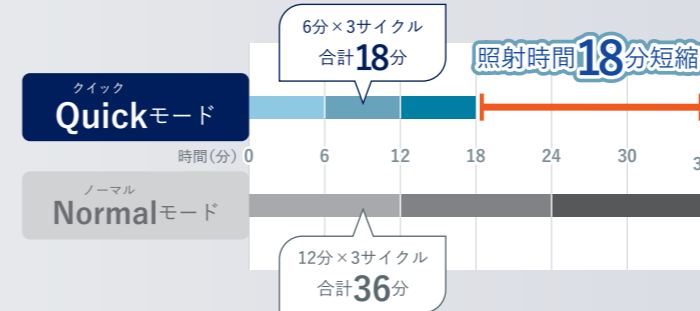 6分×3サイクル
合計18分
照射時間18分短縮
クイック
Quickモード
時間(分) 0 6 12 18 24 30
ノーマル
Normalモード
12分×3サイクル
合計36分